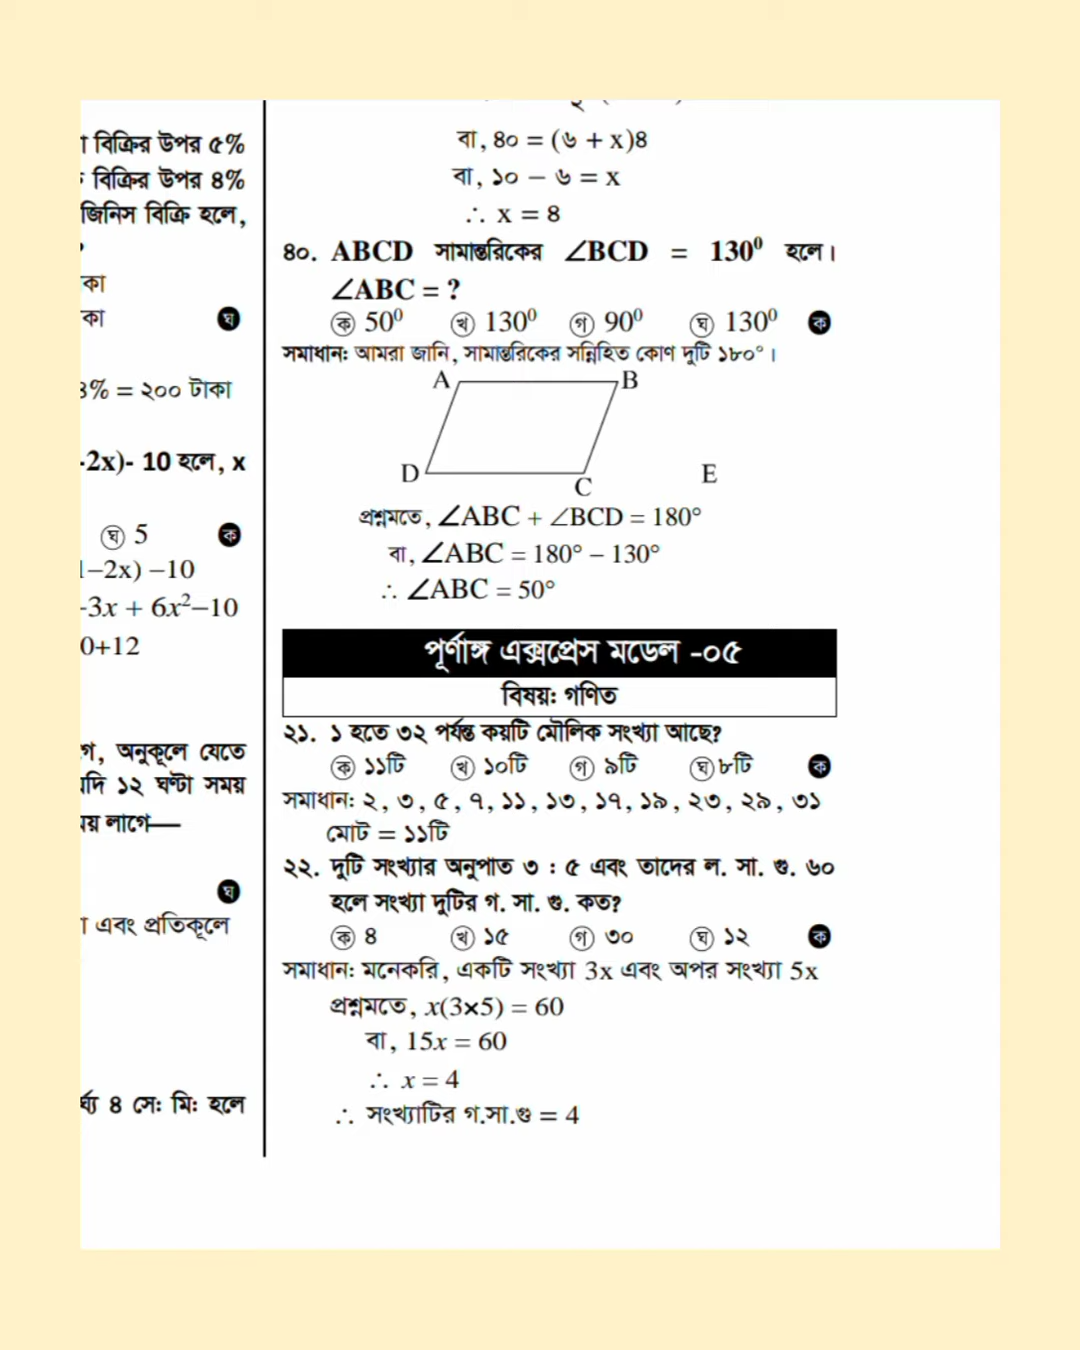 া বিক্রির উপর ৫%
বিক্রির উপর ৪%
জিনিস বিক্রি হলে,
?
কা
কা ঘ
৪% = ২০০ টাকা
-2x)- 10 হলে, x
ঘ 5 ক
1–2x) –10
-3x + 6x²–10
0+12
গে, অনুকূলে যেতে
যদি ১২ ঘণ্টা সময়
ময় লাগে—
ঘ
া এবং প্রতিকূলে
র্ঘ্য ৪ সেঃ মিঃ হলে
বা, ৪০ = (৬ + x)৪
বা, ১০ – ৬ = x
∴ x = ৪
৪০. ABCD সামান্তরিকের ∠BCD = 130⁰ হলে।
∠ABC = ?
ক 50⁰ খ 130⁰ গ 90⁰ ঘ 130⁰ ক
সমাধানঃ আমরা জানি, সামান্তরিকের সন্নিহিত কোণ দুটি ১৮০°।
A B
D C E
প্রশ্নমতে, ∠ABC + ∠BCD = 180°
বা, ∠ABC = 180° – 130°
∴ ∠ABC = 50°
পূর্ণাঙ্গ এক্সপ্রেস মডেল -০৫
বিষয়ঃ গণিত
২১. ১ হতে ৩২ পর্যন্ত কয়টি মৌলিক সংখ্যা আছে?
ক ১১টি খ ১০টি গ ৯টি ঘ ৮টি ক
সমাধানঃ ২, ৩, ৫, ৭, ১১, ১৩, ১৭, ১৯, ২৩, ২৯, ৩১
মোট = ১১টি
২২. দুটি সংখ্যার অনুপাত ৩ : ৫ এবং তাদের ল. সা. গু. ৬০
হলে সংখ্যা দুটির গ. সা. গু. কত?
ক ৪ খ ১৫ গ ৩০ ঘ ১২ ক
সমাধানঃ মনেকরি, একটি সংখ্যা 3x এবং অপর সংখ্যা 5x
প্রশ্নমতে, x(3×5) = 60
বা, 15x = 60
∴ x = 4
∴ সংখ্যাটির গ.সা.গু = 4